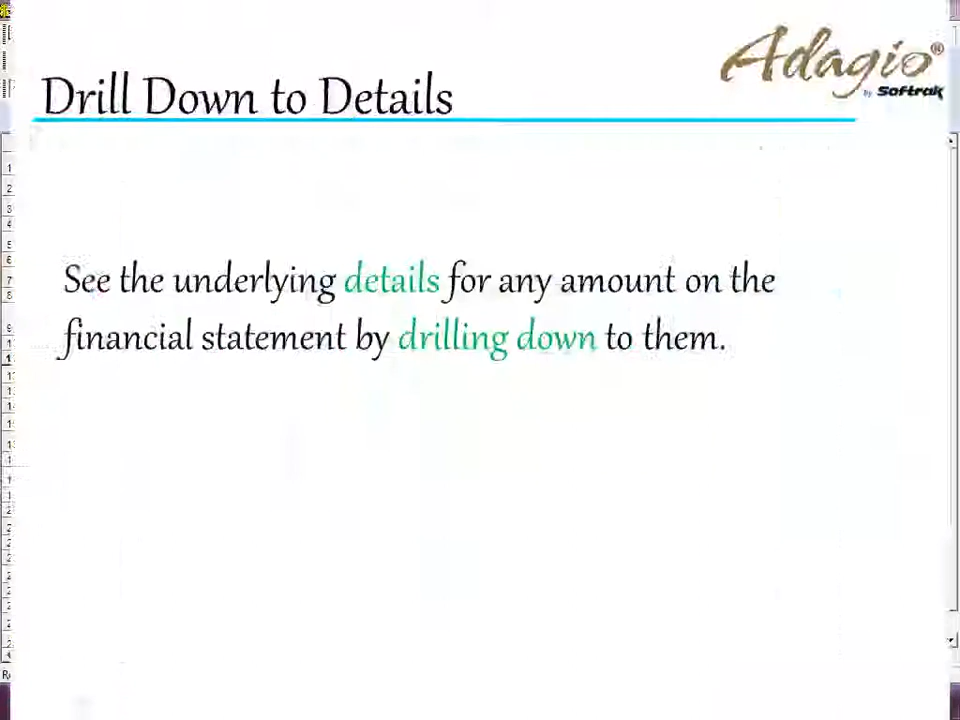 Adagio®
by Softrak
Drill Down to Details
See the underlying details for any amount on the
financial statement by drilling down to them.